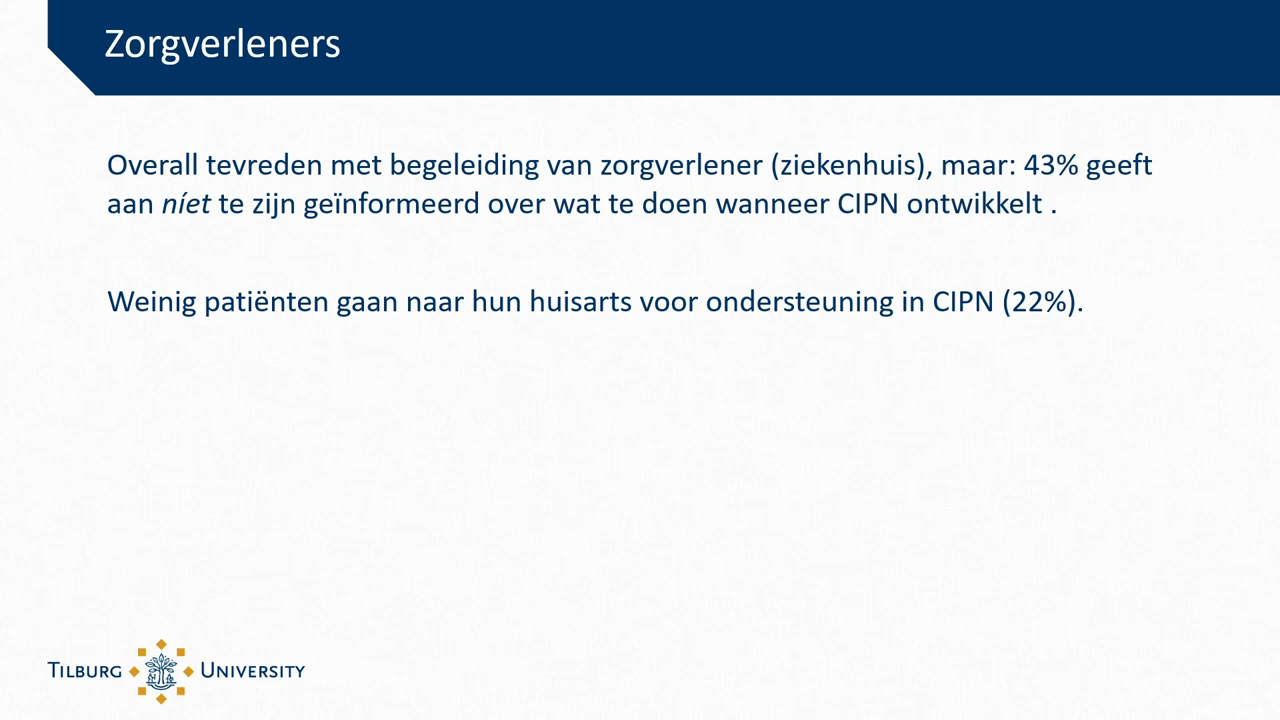 Zorgverleners
Overall tevreden met begeleiding van zorgverlener (ziekenhuis), maar: 43% geeft
aan níet te zijn geïnformeerd over wat te doen wanneer CIPN ontwikkelt .
Weinig patiënten gaan naar hun huisarts voor ondersteuning in CIPN (22%).
TILBURG UNIVERSITY